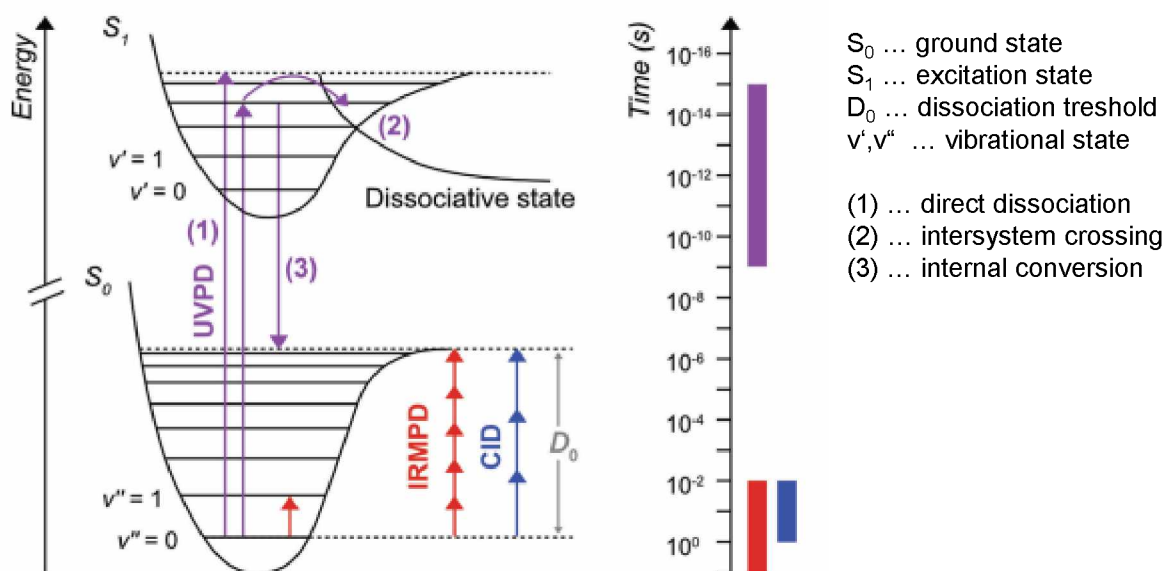 Energy
S1
v' = 1
v' = 0
(2)
Dissociative state
(1)
(3)
UVPD
S0
IRMPD
CID
D0
v'' = 1
v'' = 0
Time (s)
10-16
10-14
10-12
10-10
10-8
10-6
10-4
10-2
100
S0 … ground state
S1 … excitation state
D0 … dissociation treshold
v‘,v“ … vibrational state
(1) … direct dissociation
(2) … intersystem crossing
(3) … internal conversion